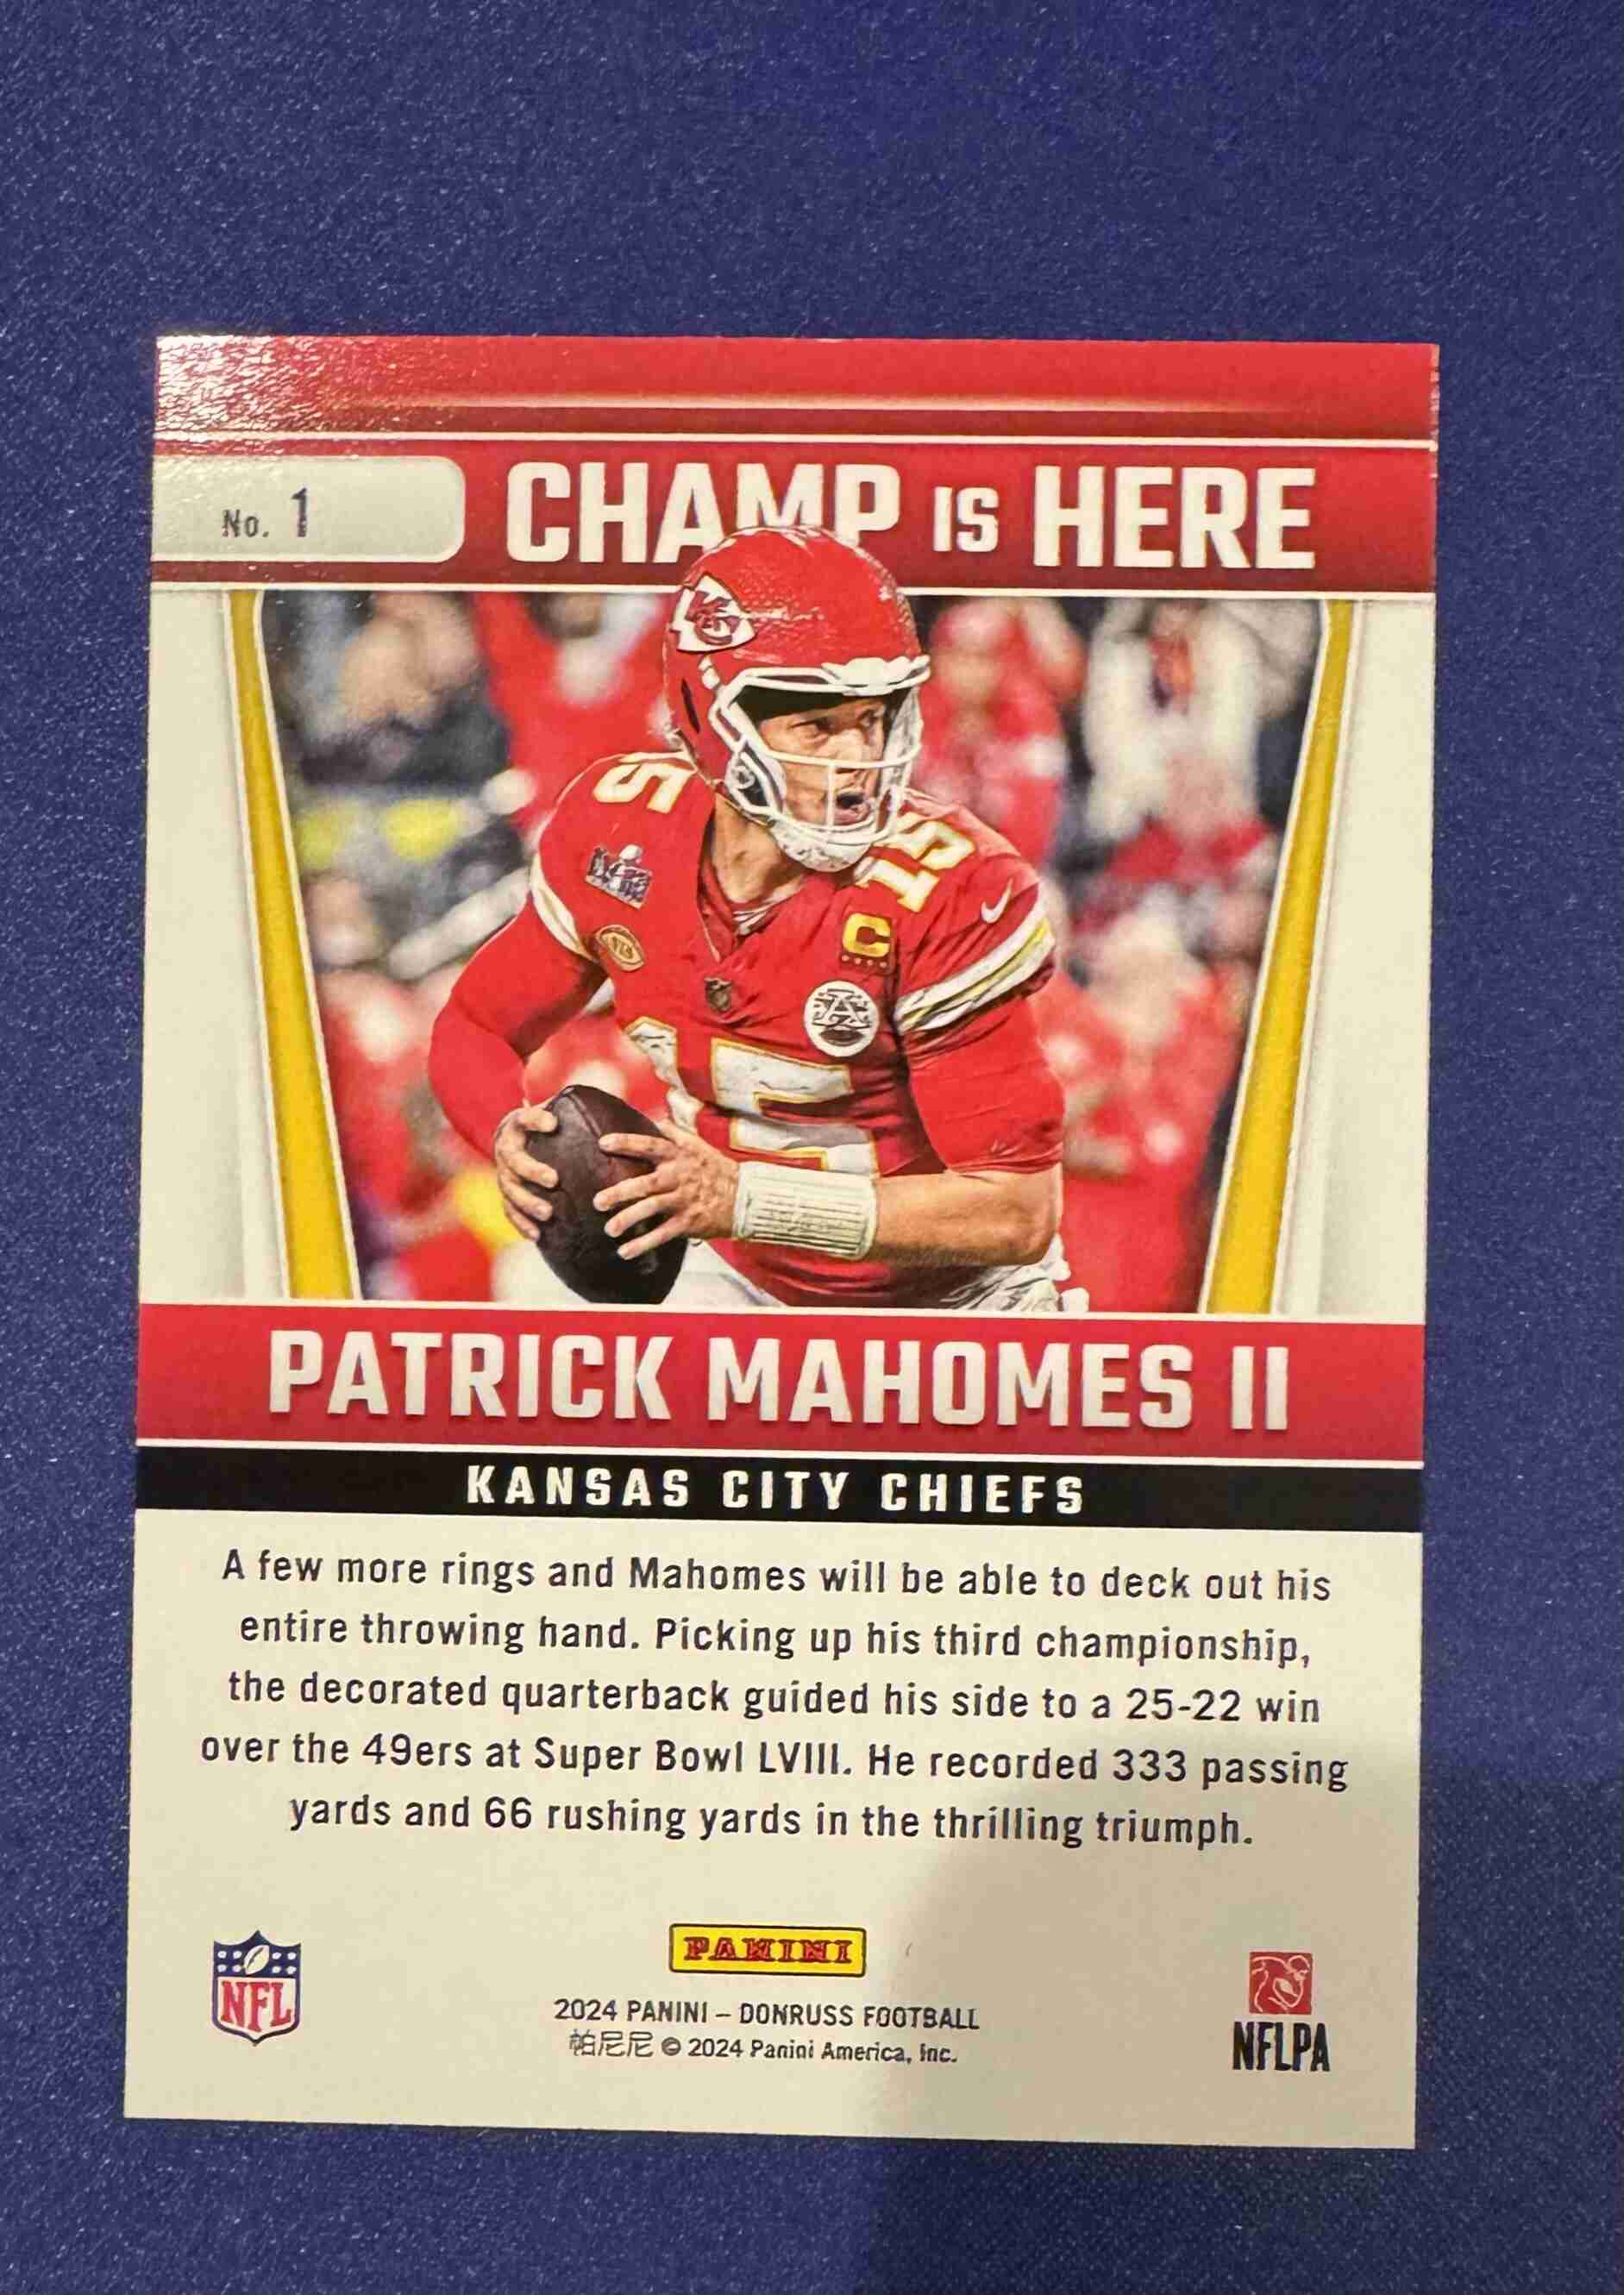 No. 1
CHAMP IS HERE
15
15
C
15
PATRICK MAHOMES II
KANSAS CITY CHIEFS
A few more rings and Mahomes will be able to deck out his
entire throwing hand. Picking up his third championship,
the decorated quarterback guided his side to a 25-22 win
over the 49ers at Super Bowl LVIII. He recorded 333 passing
yards and 66 rushing yards in the thrilling triumph.
NFL
PANINI
2024 PANINI – DONRUSS FOOTBALL
帕尼尼 © 2024 Panini America, Inc.
NFLPA